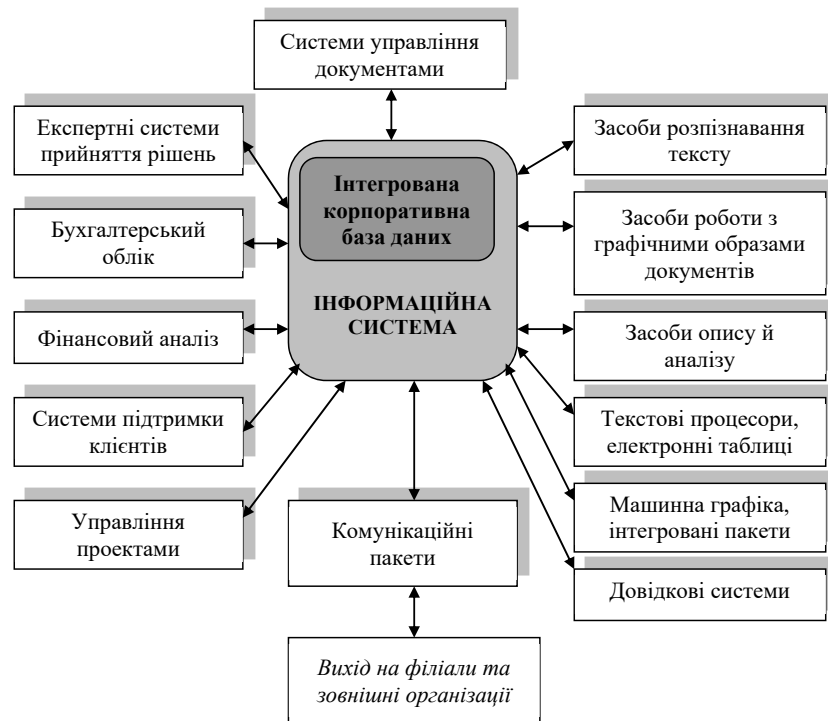 Системи управління
документами
Експертні системи
прийняття рішень
Бухгалтерський
облік
Фінансовий аналіз
Системи підтримки
клієнтів
Управління
проектами
Інтегрована
корпоративна
база даних
ІНФОРМАЦІЙНА
СИСТЕМА
Комунікаційні
пакети
Вихід на філіали та
зовнішні організації
Засоби розпізнавання
тексту
Засоби роботи з
графічними образами
документів
Засоби опису й
аналізу
Текстові процесори,
електронні таблиці
Машинна графіка,
інтегровані пакети
Довідкові системи